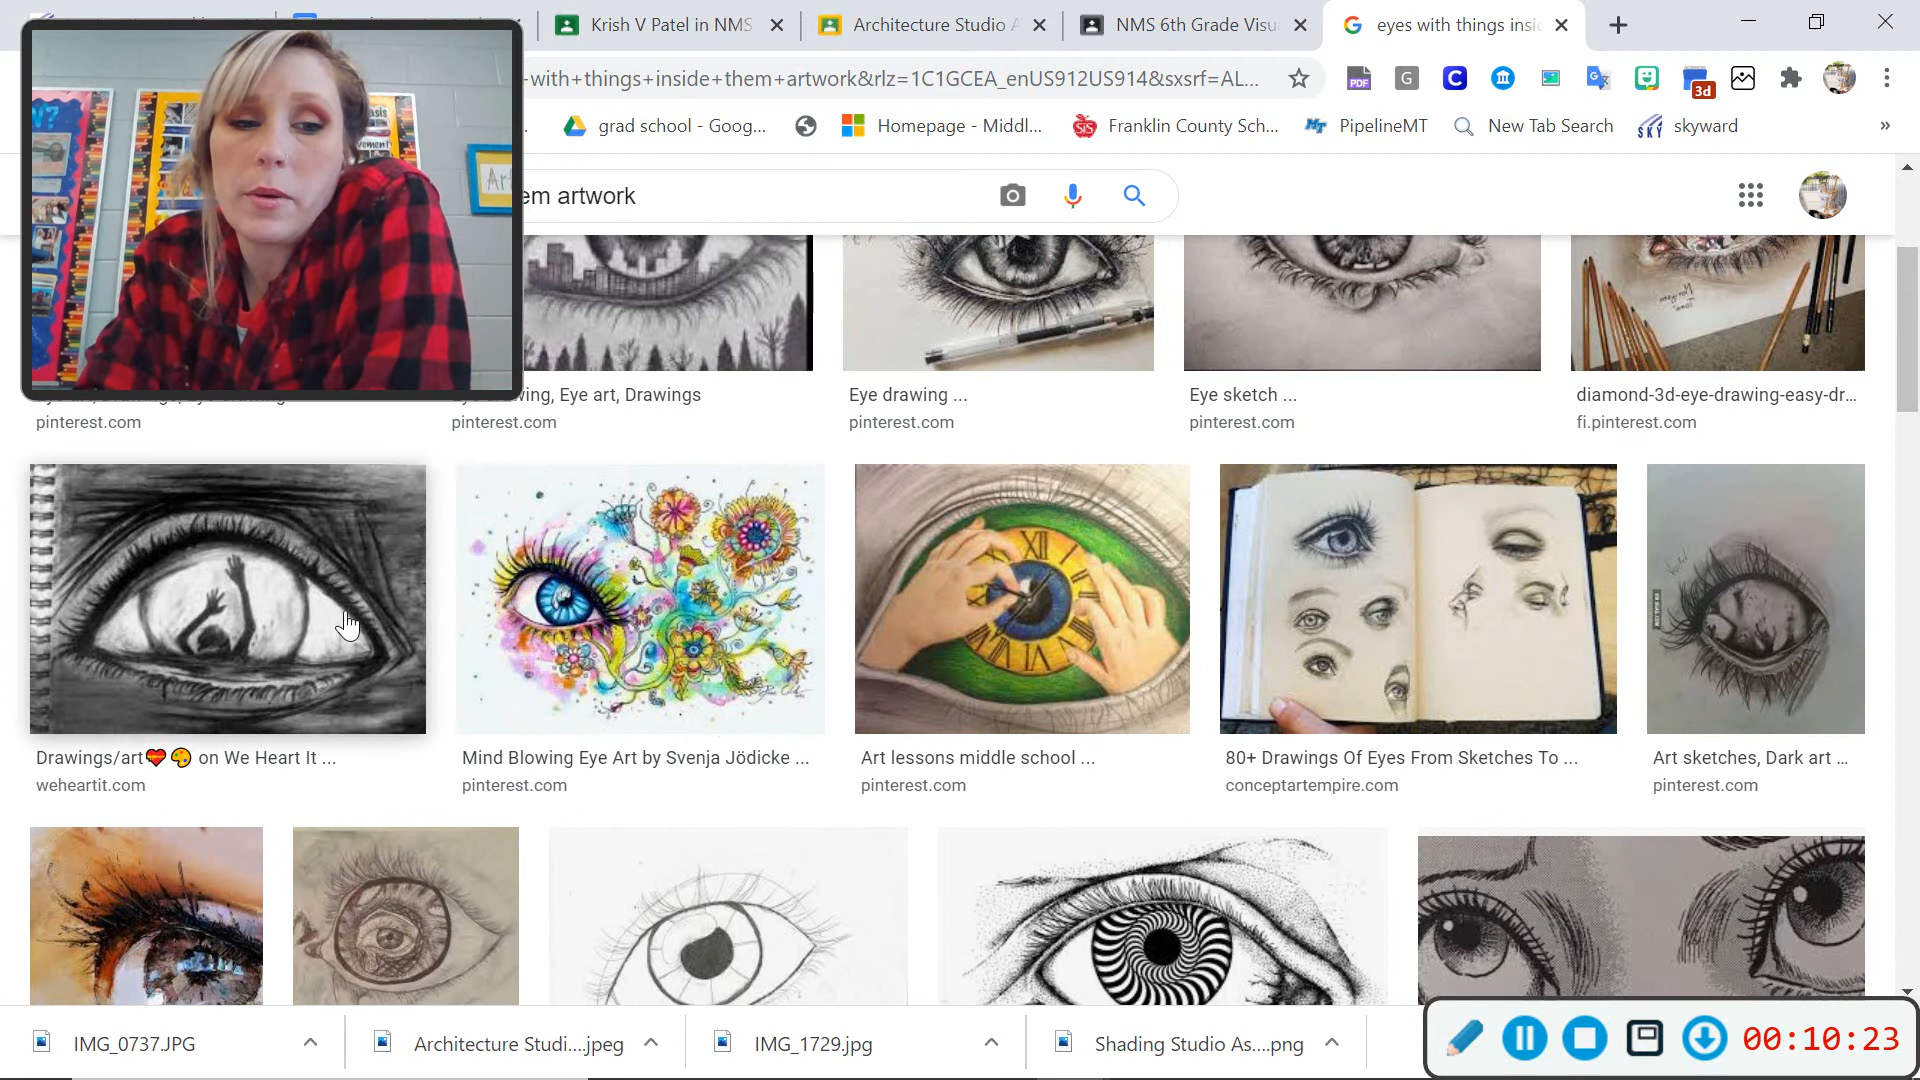 Krish V Patel in NMS
Architecture Studio A
NMS 6th Grade Visu
eyes with things insi
-with+things+inside+them+artwork&rlz=1C1GCEA_enUS912US914&sxsrf=AL...
3d
grad school - Goog...
Homepage - Middl...
Franklin County Sch...
PipelineMT
New Tab Search
skyward
»
em artwork
wing, Eye art, Drawings
Eye drawing ...
Eye sketch ...
diamond-3d-eye-drawing-easy-dr...
pinterest.com
pinterest.com
pinterest.com
pinterest.com
fi.pinterest.com
Drawings/art❤️🎨 on We Heart It ...
Mind Blowing Eye Art by Svenja Jödicke ...
Art lessons middle school ...
80+ Drawings Of Eyes From Sketches To ...
Art sketches, Dark art ...
weheartit.com
pinterest.com
pinterest.com
conceptartempire.com
pinterest.com
IMG_0737.JPG
Architecture Studi....jpeg
IMG_1729.jpg
Shading Studio As....png
00:10:23